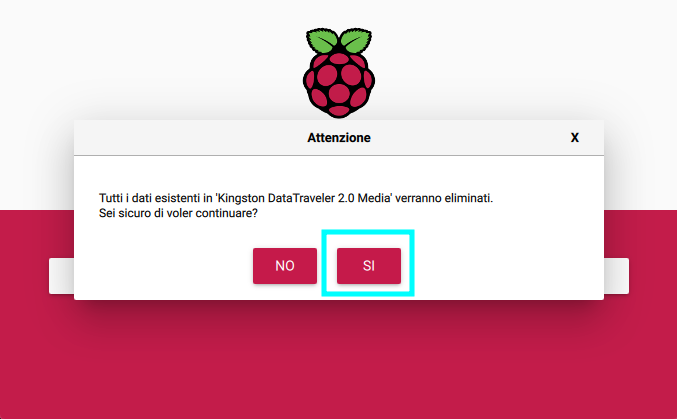 Attenzione
X
Tutti i dati esistenti in 'Kingston DataTraveler 2.0 Media' verranno eliminati.
Sei sicuro di voler continuare?
NO
SI